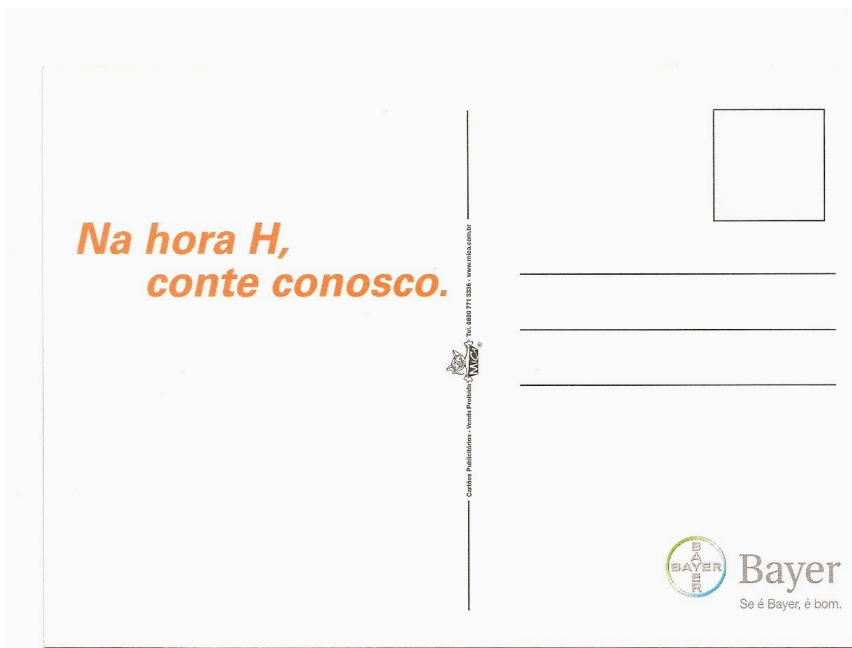 Na hora H,
conte conosco.
Cartões Publicitários - Venda Proibida
MiCA
®
Tel. 0800 771 3336 - www.mica.com.br
BAYER
BAYER
Bayer
Se é Bayer, é bom.